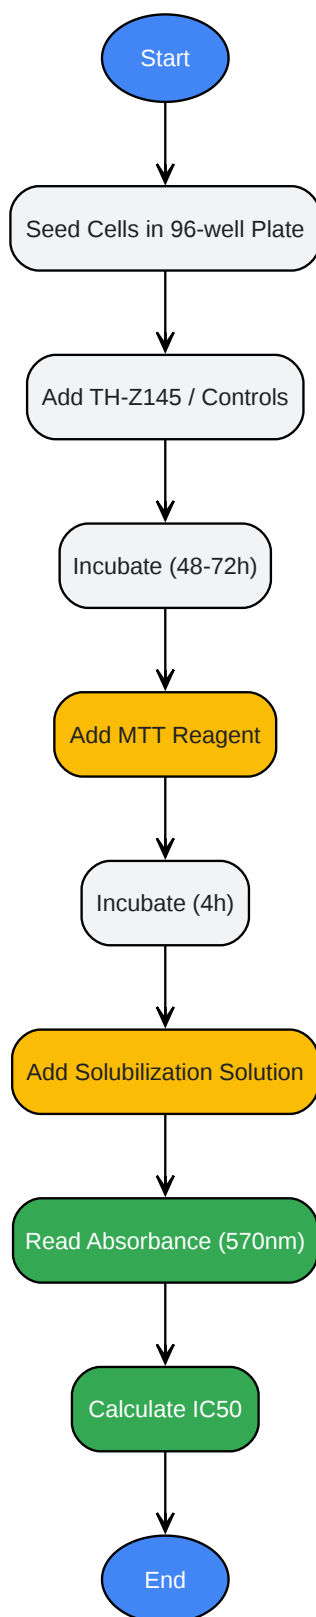 Start
Seed Cells in 96-well Plate
Add TH-Z145 / Controls
Incubate (48-72h)
Add MTT Reagent
Incubate (4h)
Add Solubilization Solution
Read Absorbance (570nm)
Calculate IC50
End